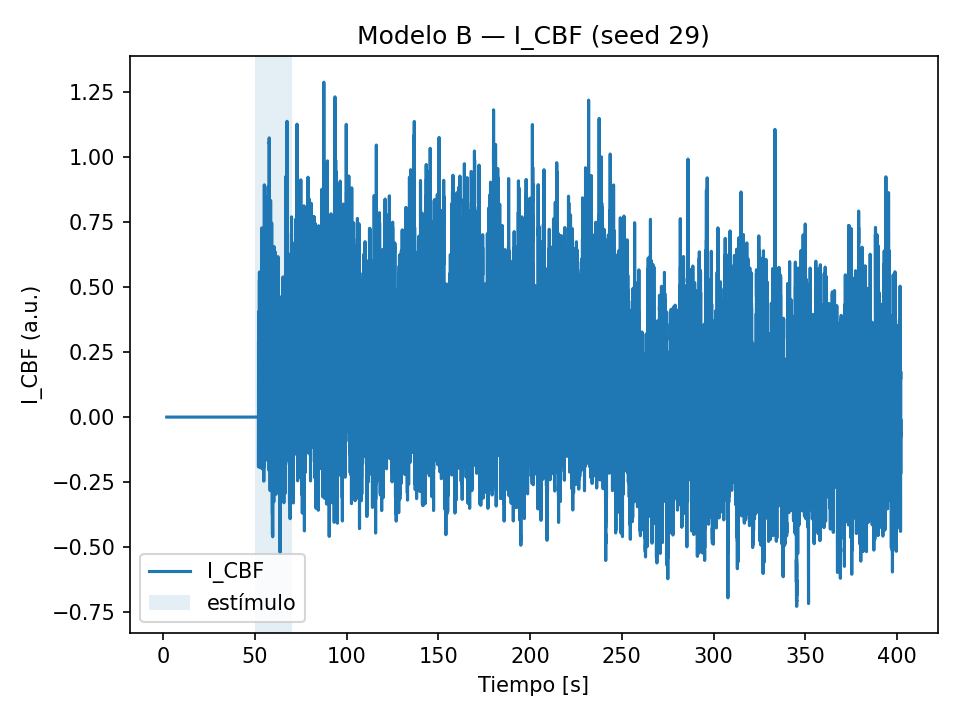 Modelo B — I_CBF (seed 29)
I_CBF (a.u.)
1.25
1.00
0.75
0.50
0.25
0.00
−0.25
−0.50
−0.75
I_CBF
estímulo
0 50 100 150 200 250 300 350 400
Tiempo [s]